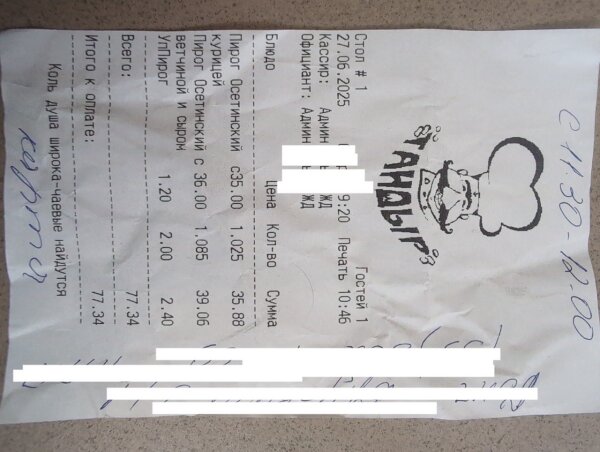 с 11.30 - 12.00
ТАНДЫР
Стол # 1 Гостей 1
27.06.2025 9:20 Печать 10:46
Кассир: Админ
Официант: Админ
Блюдо Цена Кол-во Сумма
Пирог Осетинский с 35.00 1.025 35.88
курицей
Пирог Осетинский с 36.00 1.085 39.06
ветчиной и сыром
УпПирог 1.20 2.00 2.40
Всего: 77.34
Итого к оплате: 77.34
Коль душа широка-чаевые найдутся
карта